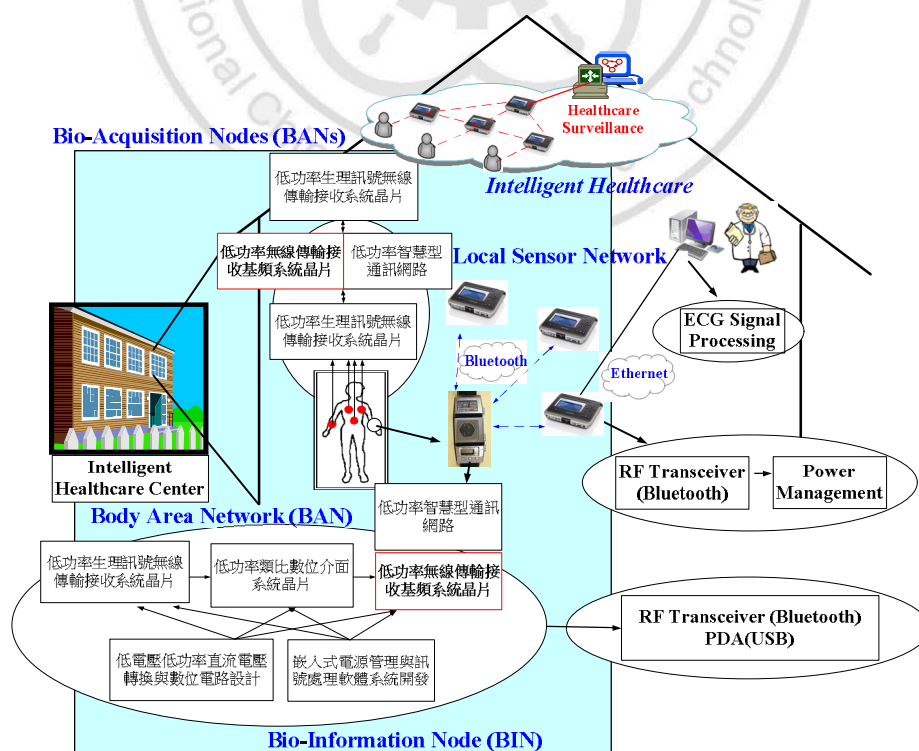 ional Ch
chnolo
Healthcare
Surveillance
Bio-Acquisition Nodes (BANs)
Intelligent Healthcare
低功率生理訊號無線
傳輸接收系統晶片
低功率無線傳輸接
收基頻系統晶片
低功率智慧型
通訊網路
Local Sensor Network
低功率生理訊號無線
傳輸接收系統晶片
ECG Signal
Processing
Bluetooth
Ethernet
Intelligent
Healthcare Center
RF Transceiver
(Bluetooth)
Power
Management
Body Area Network (BAN)
低功率智慧型通訊
網路
低功率生理訊號無線
傳輸接收系統晶片
低功率類比數位介面
系統晶片
低功率無線傳輸接
收基頻系統晶片
RF Transceiver (Bluetooth)
PDA(USB)
低電壓低功率直流電壓
轉換與數位電路設計
嵌入式電源管理與訊
號處理軟體系統開發
Bio-Information Node (BIN)